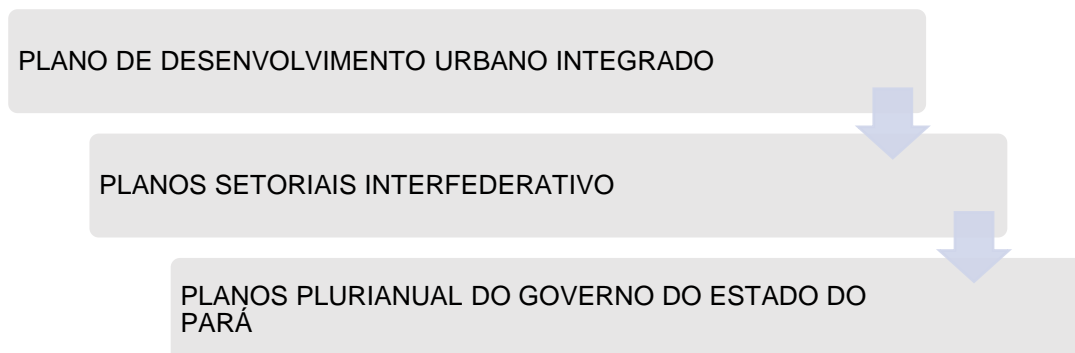 PLANO DE DESENVOLVIMENTO URBANO INTEGRADO
PLANOS SETORIAIS INTERFEDERATIVO
PLANOS PLURIANUAL DO GOVERNO DO ESTADO DO
PARÁ